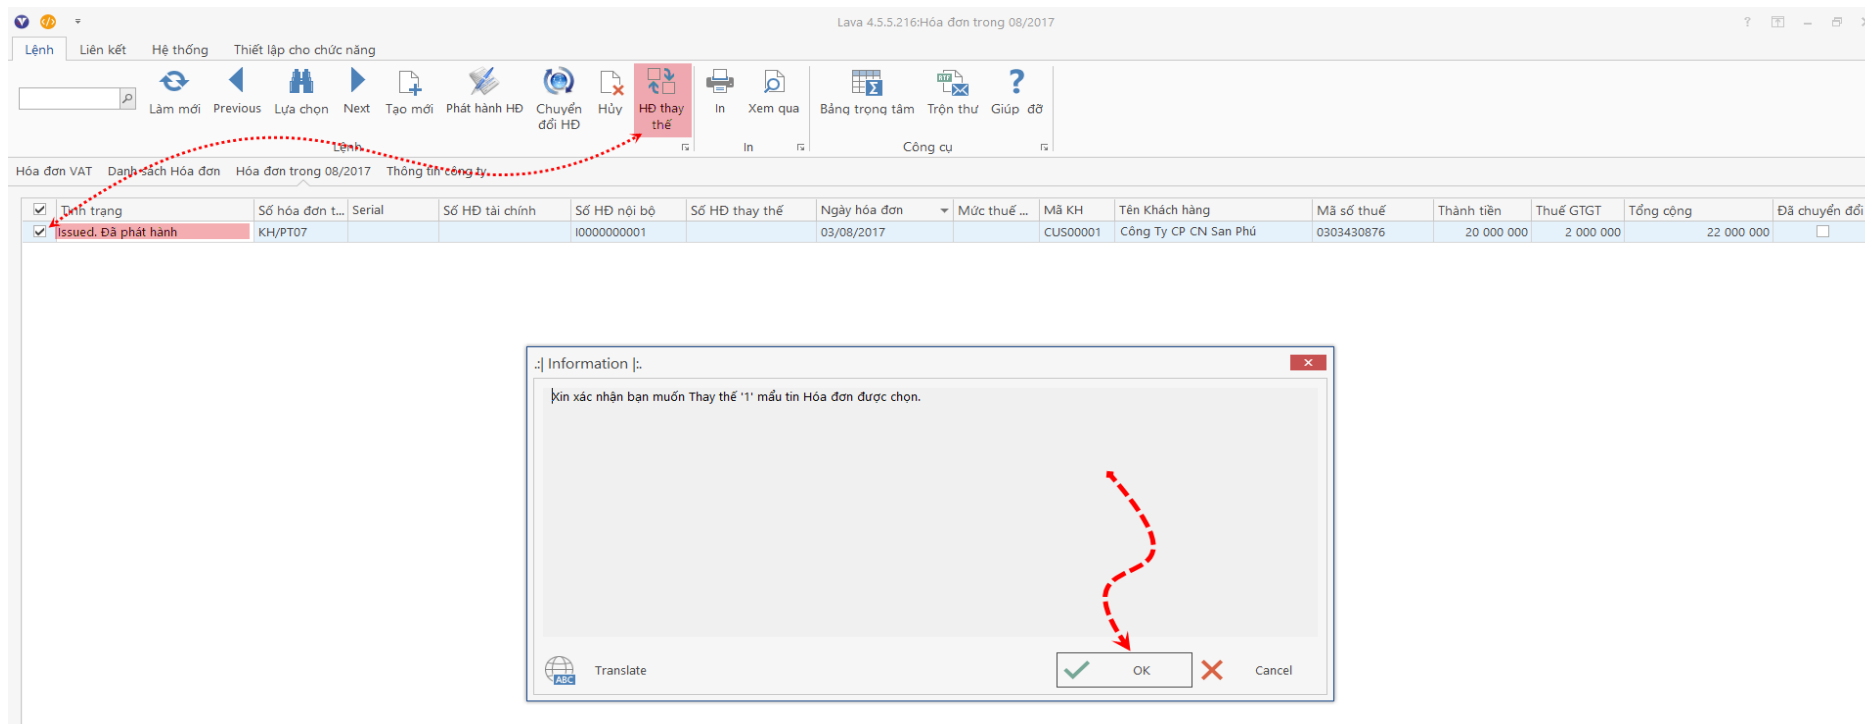 Lava 4.5.5.216:Hóa đơn trong 08/2017
Lệnh Liên kết Hệ thống Thiết lập cho chức năng
Làm mới Previous Lựa chọn Next Tạo mới Phát hành HĐ Chuyển đổi HĐ Hủy HĐ thay thế In Xem qua Bảng trọng tâm Trộn thư Giúp đỡ
Lệnh In Công cụ
Hóa đơn VAT Danh sách Hóa đơn Hóa đơn trong 08/2017 Thông tin công ty
Tình trạng Số hóa đơn t... Serial Số HĐ tài chính Số HĐ nội bộ Số HĐ thay thế Ngày hóa đơn Mức thuế ... Mã KH Tên Khách hàng Mã số thuế Thành tiền Thuế GTGT Tổng cộng Đã chuyển đổi
Issued. Đã phát hành KH/PT07 I0000000001 03/08/2017 CUS00001 Công Ty CP CN San Phú 0303430876 20 000 000 2 000 000 22 000 000
.:| Information |:.
Xin xác nhận bạn muốn Thay thế '1' mẩu tin Hóa đơn được chọn.
ABC Translate OK Cancel